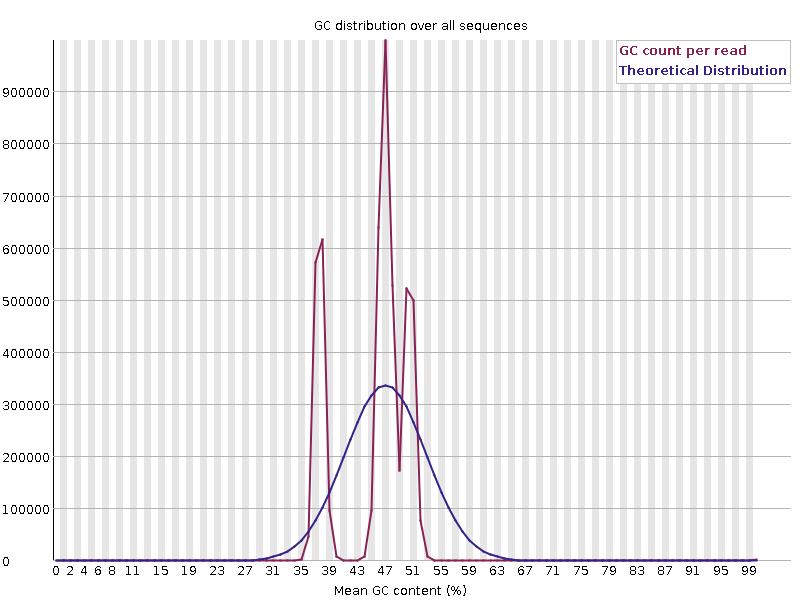 GC distribution over all sequences
GC count per read
Theoretical Distribution
900000
800000
700000
600000
500000
400000
300000
200000
100000
0
0 2 4 6 8 11 15 19 23 27 31 35 39 43 47 51 55 59 63 67 71 75 79 83 87 91 95 99
Mean GC content (%)